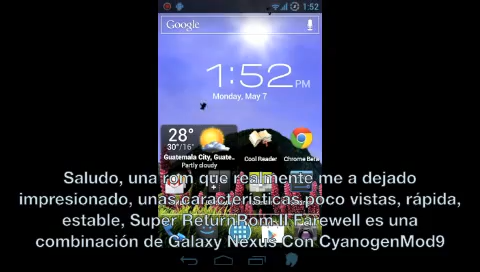 1:52
Google
1:52 PM
Monday, May 7
28°
30°/16°
Guatemala City, Guate..
Partly cloudy
Cool Reader
Chrome Beta
Saludo, una rom que realmente me a dejado
impresionado, unas características poco vistas, rápida,
estable, Super ReturnRom II Farewell es una
combinación de Galaxy Nexus Con CyanogenMod9